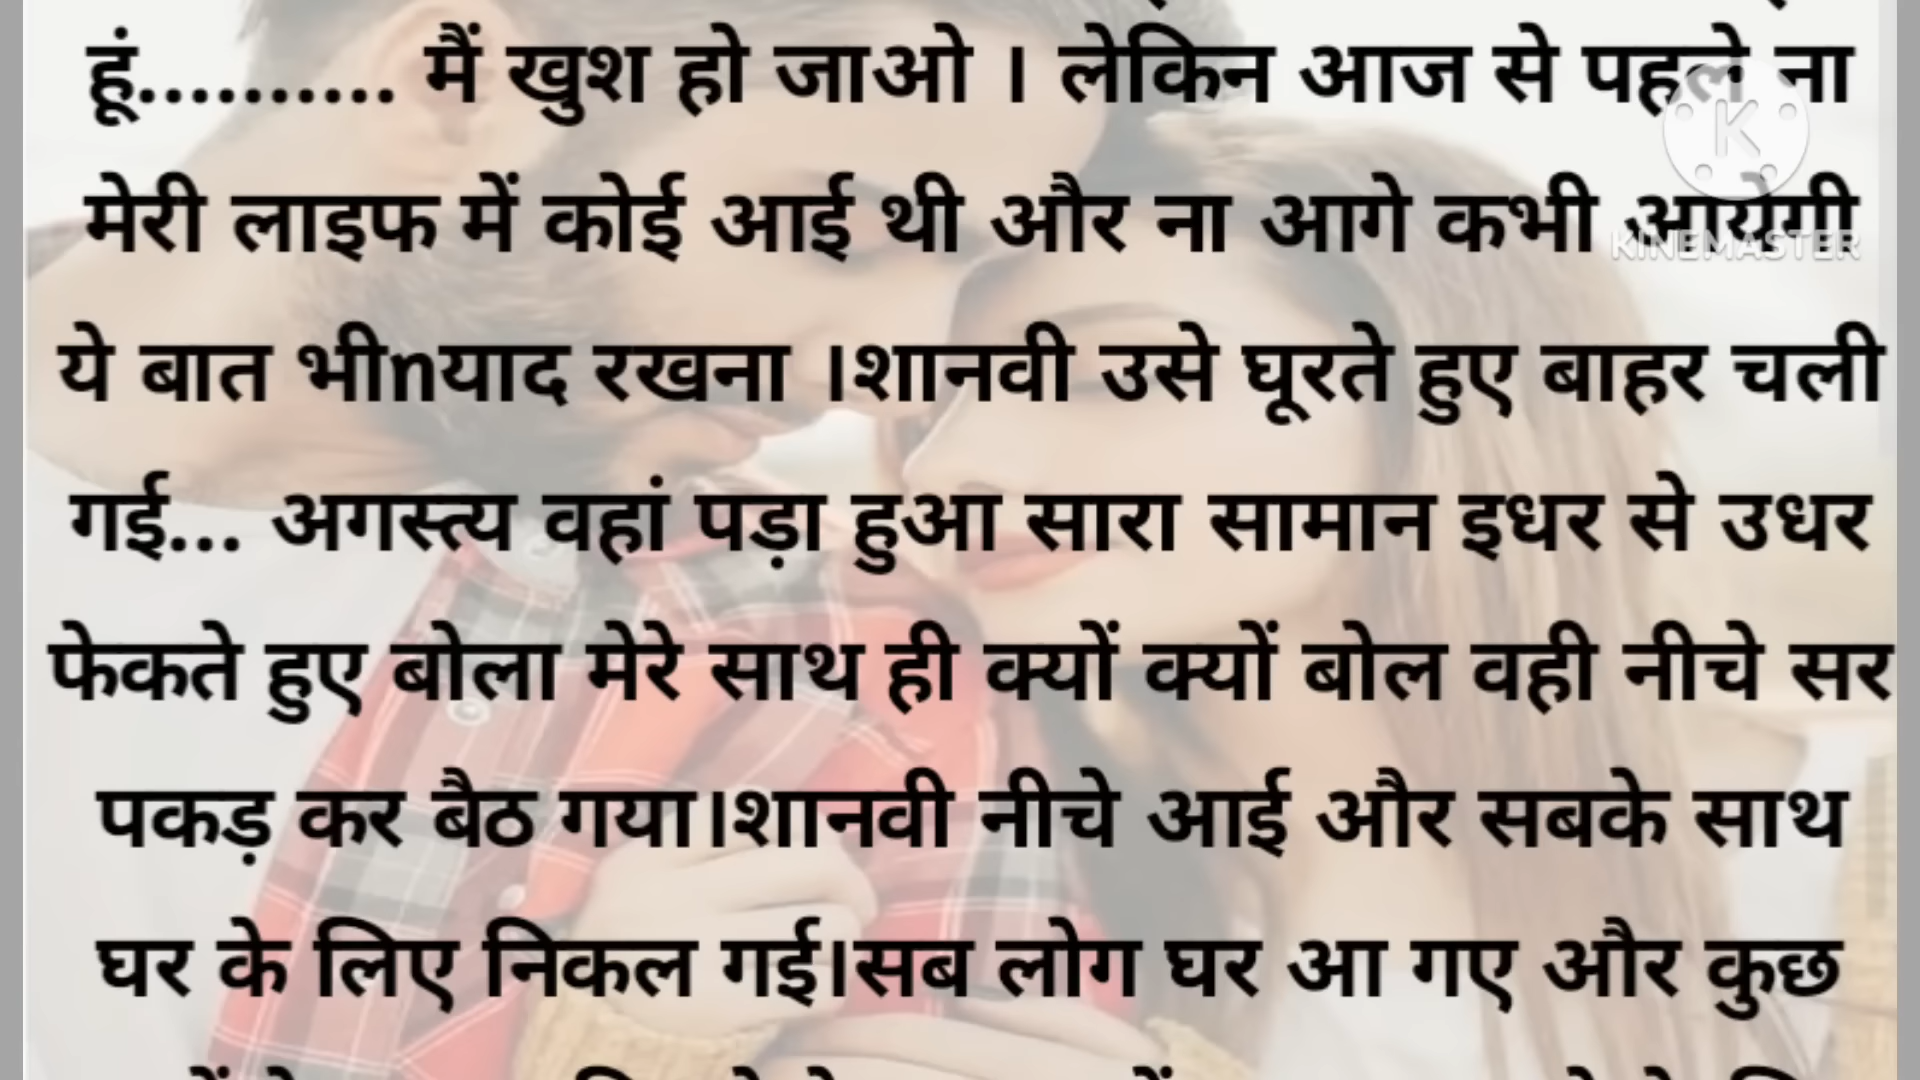 हूं.......... मैं खुश हो जाओ । लेकिन आज से पहले ना
मेरी लाइफ में कोई आई थी और ना आगे कभी आयेगी
KINEMASTER
ये बात भीnयाद रखना ।शानवी उसे घूरते हुए बाहर चली
गई... अगस्त्य वहां पड़ा हुआ सारा सामान इधर से उधर
फेकते हुए बोला मेरे साथ ही क्यों क्यों बोल वही नीचे सर
पकड़ कर बैठ गया।शानवी नीचे आई और सबके साथ
घर के लिए निकल गई।सब लोग घर आ गए और कुछ